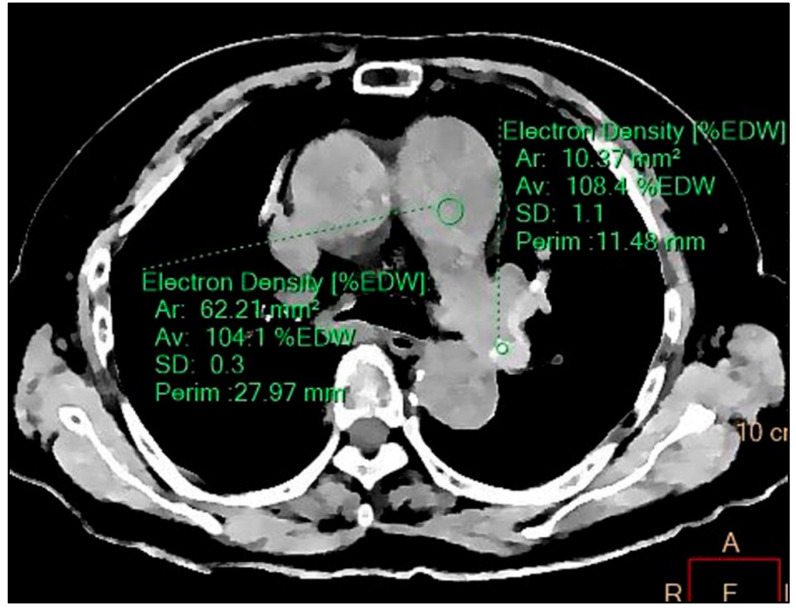 Electron Density [%EDW]
Ar: 10.37 mm²
Av: 108.4 %EDW
SD: 1.1
Perim :11.48 mm
Electron Density [%EDW]
Ar: 62.21 mm²
Av: 104.1 %EDW
SD: 0.3
Perim :27.97 mm
10 c
A
R F